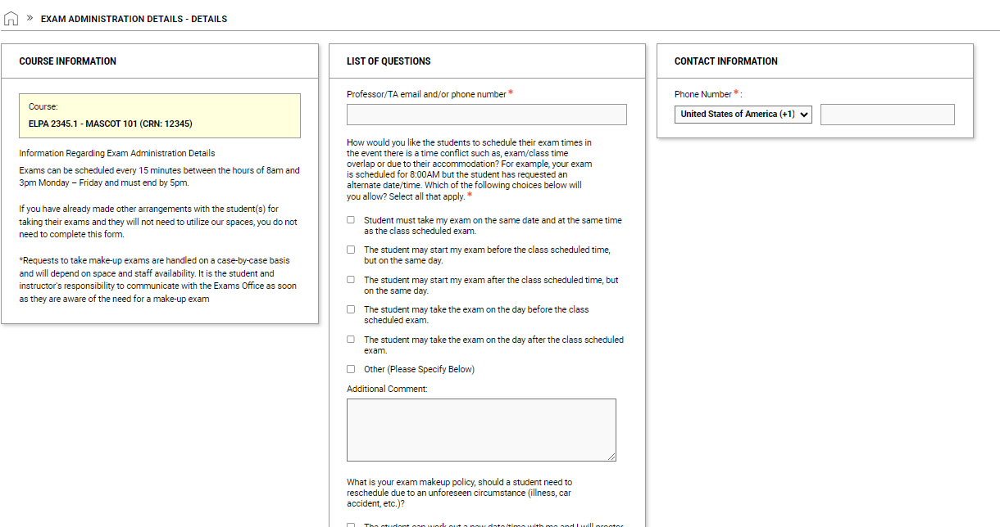 » EXAM ADMINISTRATION DETAILS - DETAILS
COURSE INFORMATION
Course:
ELPA 2345.1 - MASCOT 101 (CRN: 12345)
Information Regarding Exam Administration Details
Exams can be scheduled every 15 minutes between the hours of 8am and
3pm Monday – Friday and must end by 5pm.
If you have already made other arrangements with the student(s) for
taking their exams and they will not need to utilize our spaces, you do not
need to complete this form.
*Requests to take make-up exams are handled on a case-by-case basis
and will depend on space and staff availability. It is the student and
instructor's responsibility to communicate with the Exams Office as soon
as they are aware of the need for a make-up exam
LIST OF QUESTIONS
Professor/TA email and/or phone number *
How would you like the students to schedule their exam times in
the event there is a time conflict such as, exam/class time
overlap or due to their accommodation? For example, your exam
is scheduled for 8:00AM but the student has requested an
alternate date/time. Which of the following choices below will
you allow? Select all that apply. *
Student must take my exam on the same date and at the same time
as the class scheduled exam.
The student may start my exam before the class scheduled time,
but on the same day.
The student may start my exam after the class scheduled time, but
on the same day.
The student may take the exam on the day before the class
scheduled exam.
The student may take the exam on the day after the class scheduled
exam.
Other (Please Specify Below)
Additional Comment:
What is your exam makeup policy, should a student need to
reschedule due to an unforeseen circumstance (illness, car
accident, etc.)?
The student can work out a new date/time with me and I will proctor
CONTACT INFORMATION
Phone Number * :
United States of America (+1)